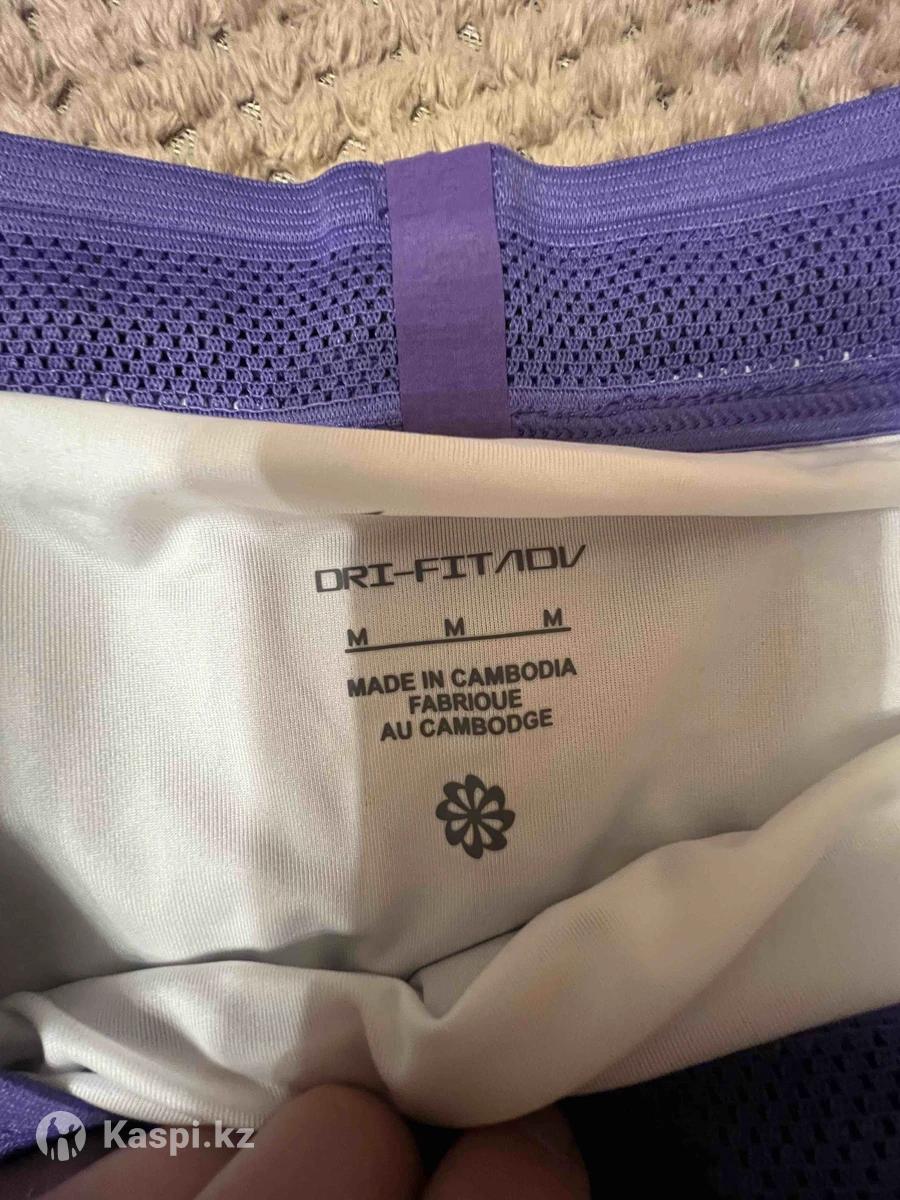 DRI-FIT ADV
M M M
MADE IN CAMBODIA
FABRIQUE
AU CAMBODGE
Kaspi.kz